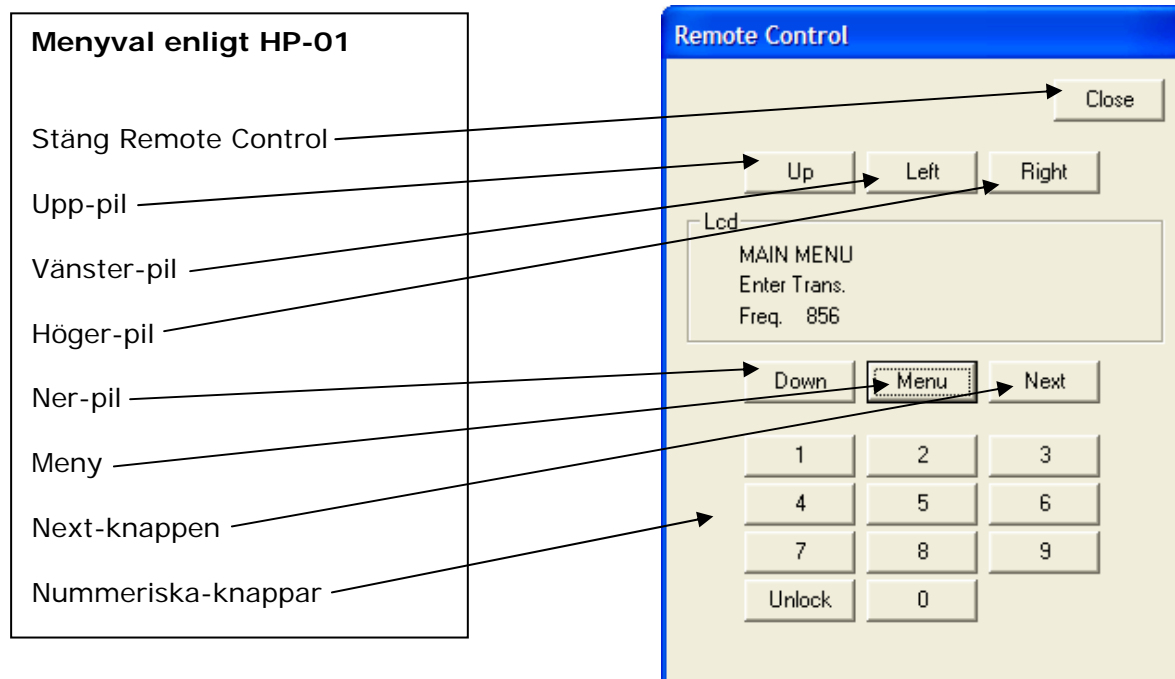 Menyval enligt HP-01
Stäng Remote Control
Upp-pil
Vänster-pil
Höger-pil
Ner-pil
Meny
Next-knappen
Nummeriska-knappar
Remote Control
Close
Up Left Right
Lcd
MAIN MENU
Enter Trans.
Freq. 856
Down Menu Next
1 2 3
4 5 6
7 8 9
Unlock 0